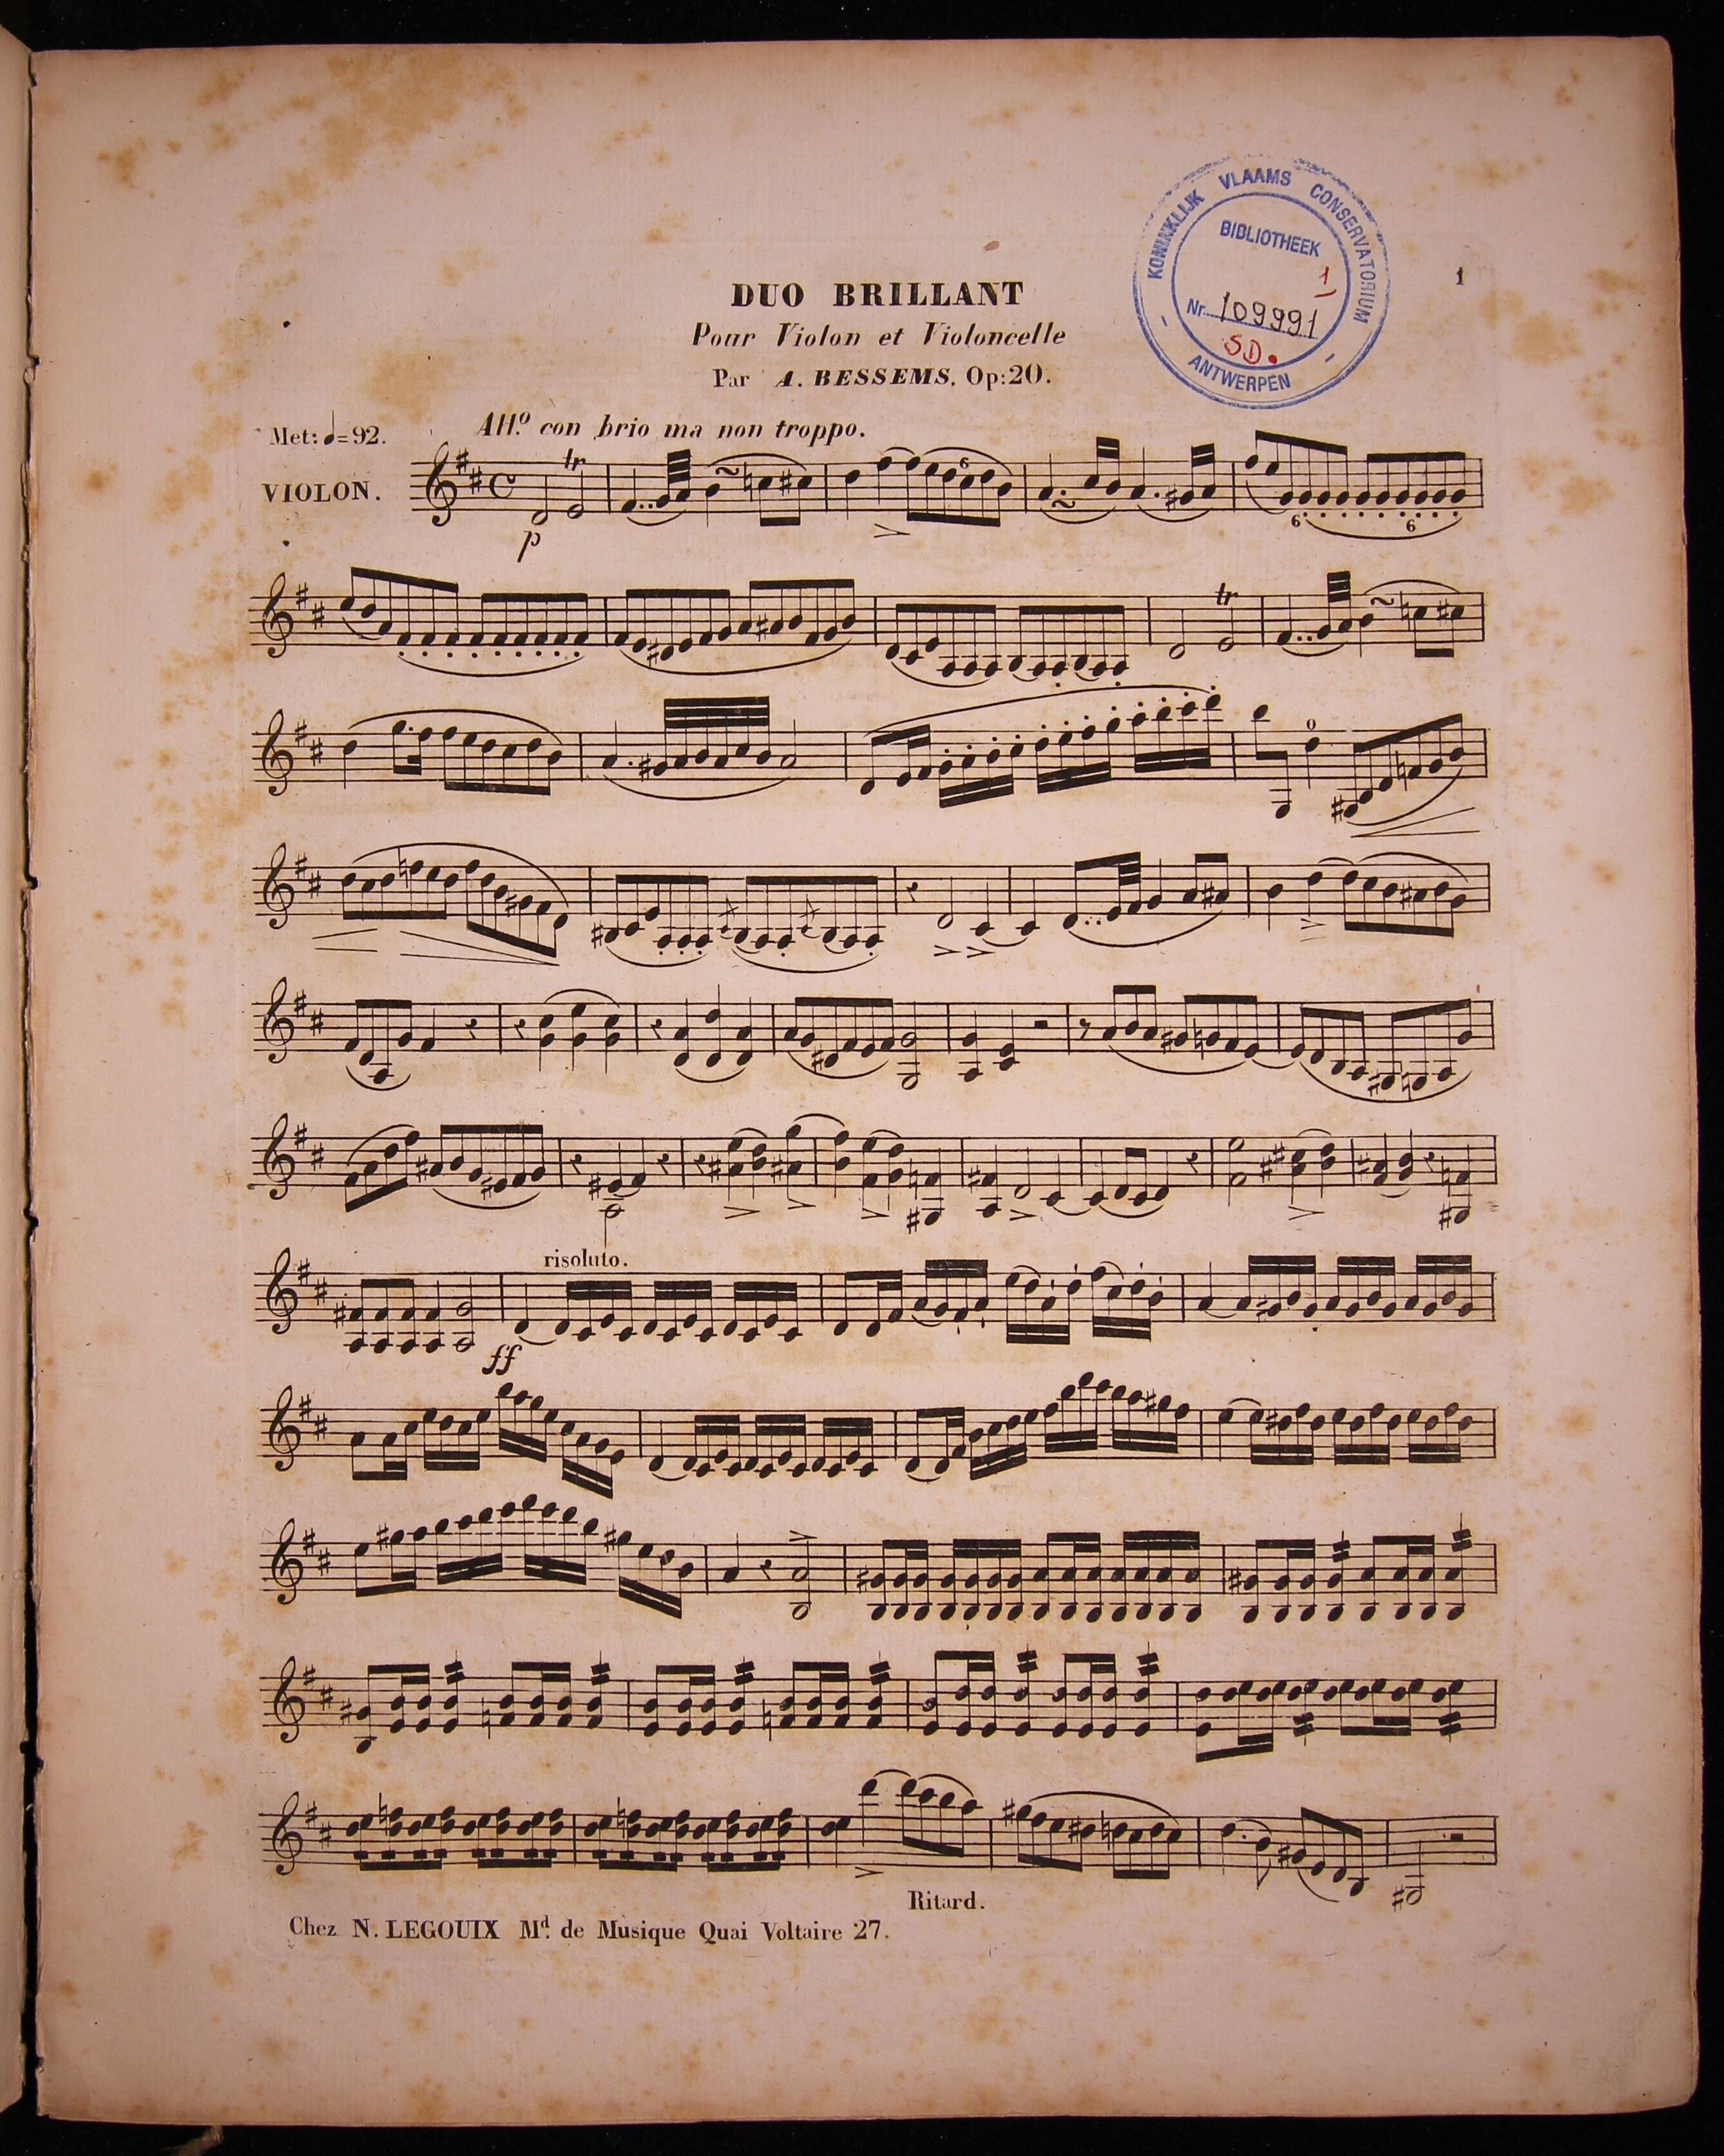 KONINKLIJK VLAAMS CONSERVATORIUM
BIBLIOTHEEK
1
Nr. 109991
SD.
- ANTWERPEN -
1
DUO BRILLANT
Pour Violon et Violoncelle
Par A. BESSEMS. Op:20.
Met: ♩=92.
All.º con brio ma non troppo.
VIOLON.
tr
6
p
6
6
tr
o
risoluto.
ff
Ritard.
Chez N. LEGOUIX Md. de Musique Quai Voltaire 27.